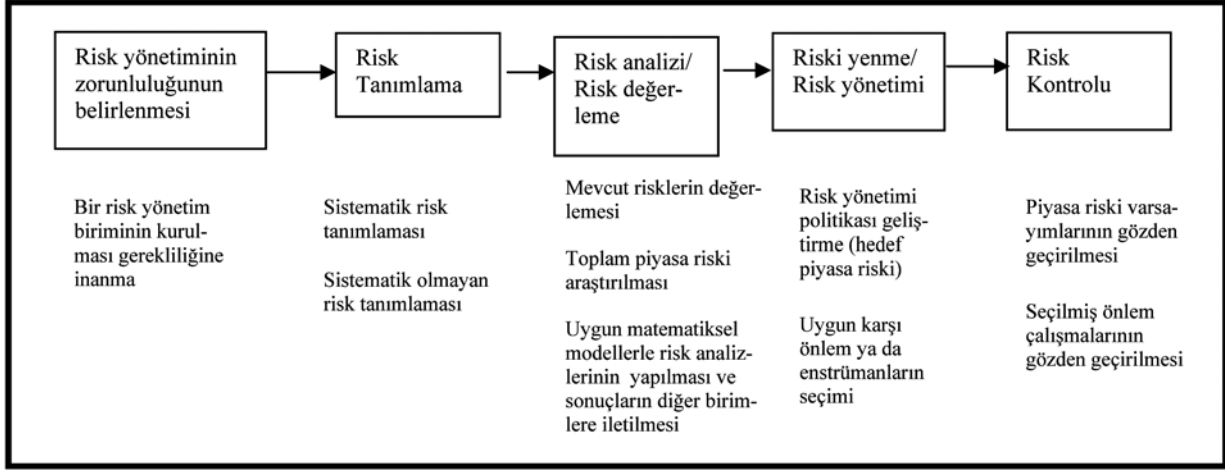 Risk yönetiminin
zorunluluğunun
belirlenmesi
Risk
Tanımlama
Risk analizi/
Risk değer-
leme
Riski yenme/
Risk yönetimi
Risk
Kontrolu
Bir risk yönetim
biriminin kurul-
ması gerekliliğine
inanma
Sistematik risk
tanımlaması
Sistematik olmayan
risk tanımlaması
Mevcut risklerin değer-
lemesi
Toplam piyasa riski
araştırılması
Uygun matematiksel
modellerle risk analiz-
lerinin yapılması ve
sonuçların diğer birim-
lere iletilmesi
Risk yönetimi
politikası geliş-
tirme (hedef
piyasa riski)
Uygun karşı
önlem ya da
enstrümanların
seçimi
Piyasa riski varsa-
yımlarının gözden
geçirilmesi
Seçilmiş önlem
çalışmalarının
gözden geçirilmesi